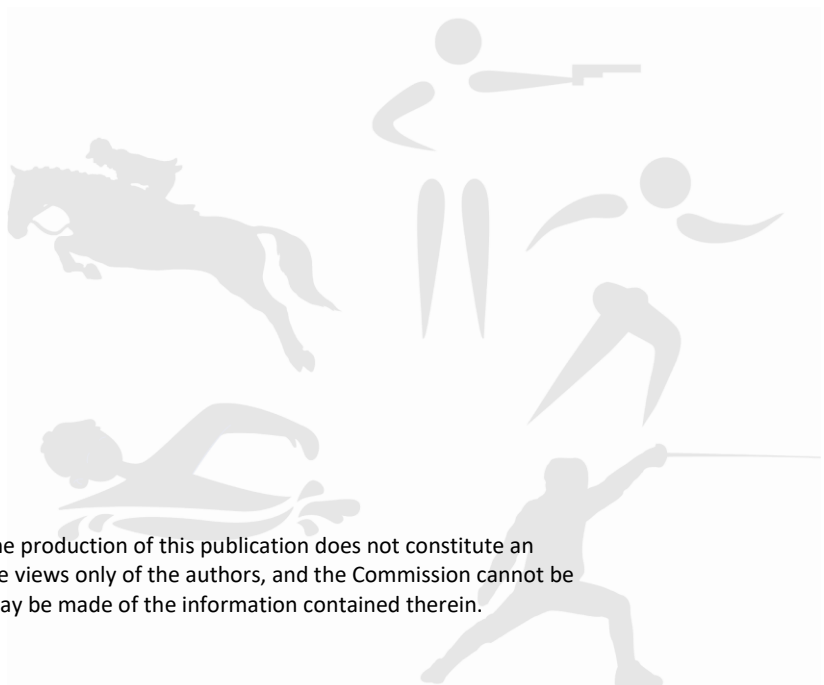 ne production of this publication does not constitute an
e views only of the authors, and the Commission cannot be
ay be made of the information contained therein.